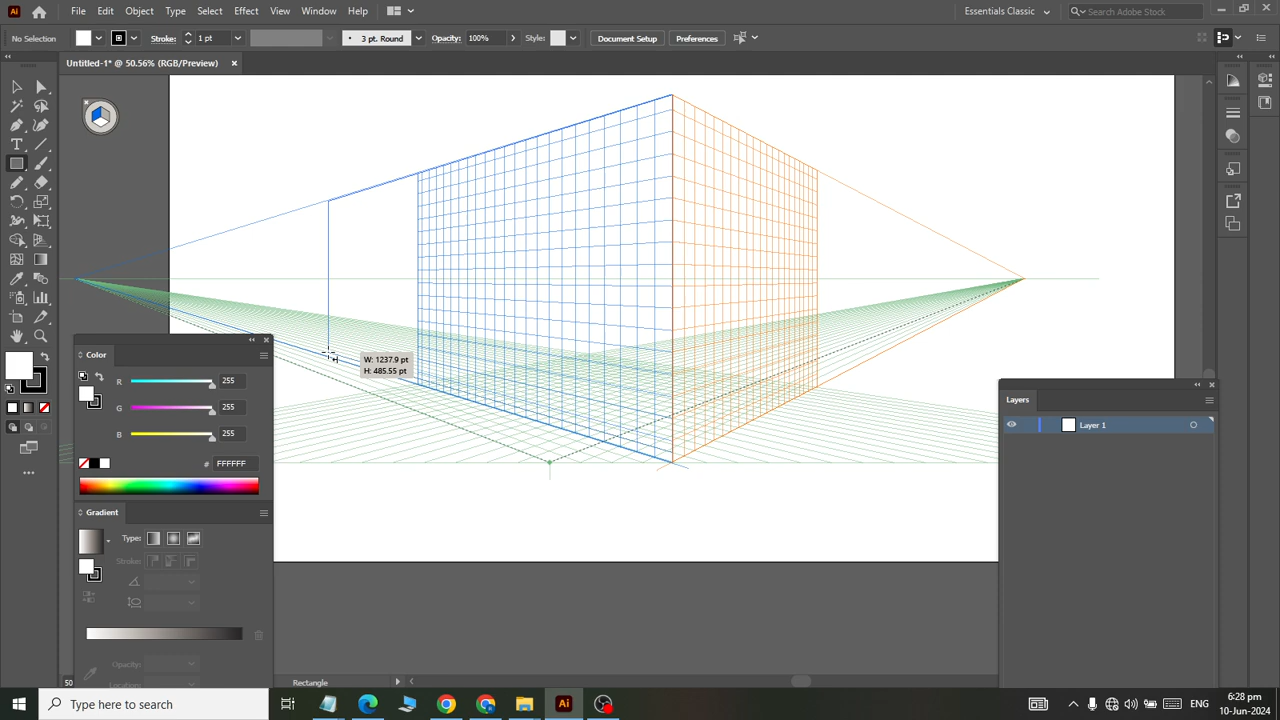 Ai File Edit Object Type Select Effect View Window Help Essentials Classic Search Adobe Stock
No Selection Stroke: 1 pt 3 pt. Round Opacity: 100% Style: Document Setup Preferences
Untitled-1* @ 50.56% (RGB/Preview)
W: 1237.9 pt
H: 485.55 pt
Color
R 255
G 255
B 255
# FFFFFF
Gradient
Type:
Stroke:
Opacity:
Location:
Layers
Layer 1
50
Rectangle
Type here to search
Ai
ENG
6:28 pm
10-Jun-2024